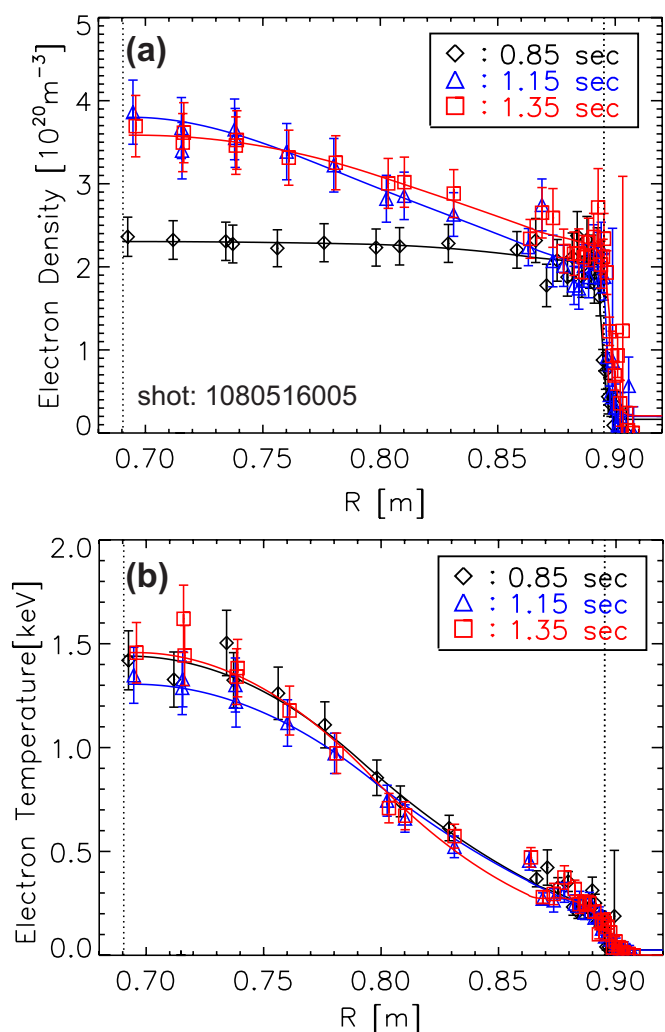 (a)
◇ : 0.85 sec
△ : 1.15 sec
□ : 1.35 sec
Electron Density [10²⁰m⁻³]
5
4
3
2
1
0
shot: 1080516005
0.70 0.75 0.80 0.85 0.90
R [m]
(b)
◇ : 0.85 sec
△ : 1.15 sec
□ : 1.35 sec
Electron Temperature[keV]
2.0
1.5
1.0
0.5
0.0
0.70 0.75 0.80 0.85 0.90
R [m]